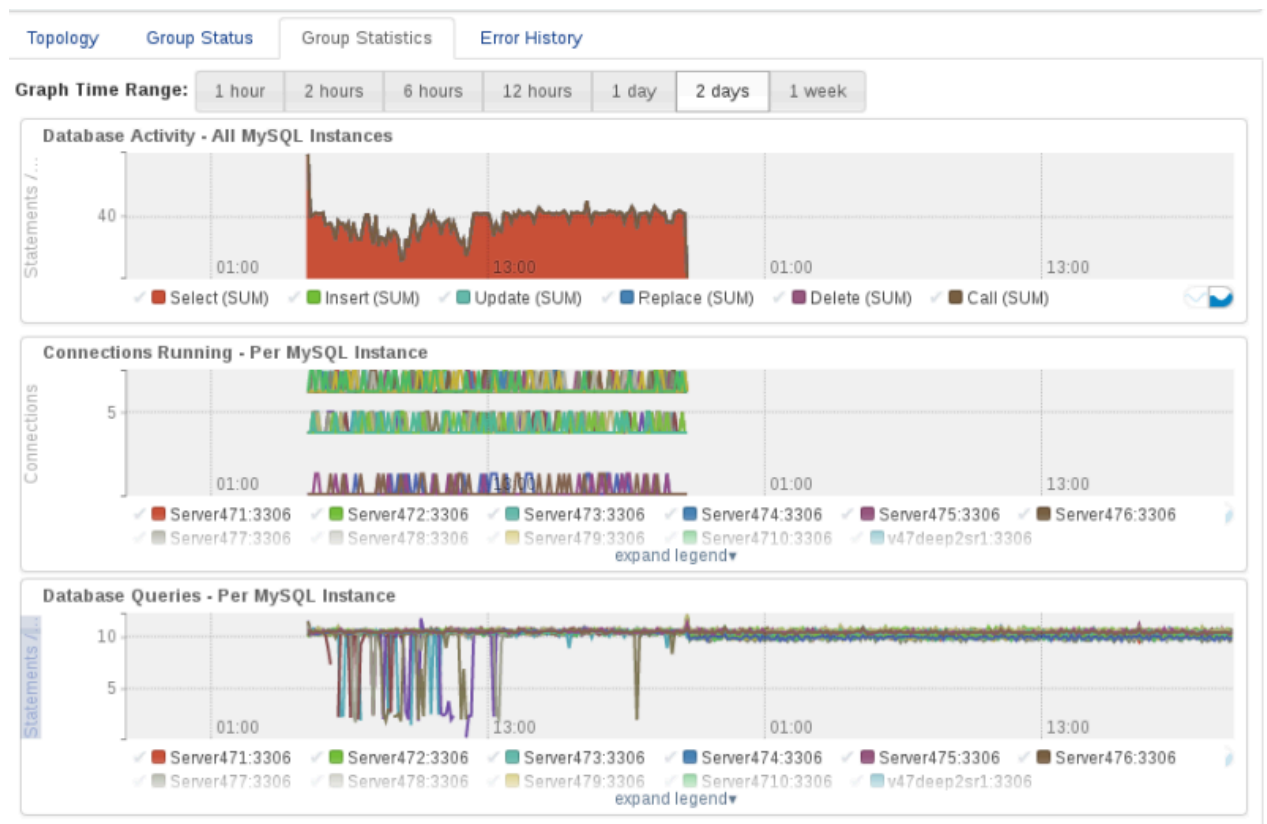 Topology Group Status Group Statistics Error History
Graph Time Range: 1 hour 2 hours 6 hours 12 hours 1 day 2 days 1 week
Database Activity - All MySQL Instances
Statements /...
40
01:00 13:00 01:00 13:00
Select (SUM) Insert (SUM) Update (SUM) Replace (SUM) Delete (SUM) Call (SUM)
Connections Running - Per MySQL Instance
Connections
5
01:00 13:00 01:00 13:00
Server471:3306 Server472:3306 Server473:3306 Server474:3306 Server475:3306 Server476:3306
Server477:3306 Server478:3306 Server479:3306 Server4710:3306 v47deep2sr1:3306
expand legend▾
Database Queries - Per MySQL Instance
Statements /...
10
5
01:00 13:00 01:00 13:00
Server471:3306 Server472:3306 Server473:3306 Server474:3306 Server475:3306 Server476:3306
Server477:3306 Server478:3306 Server479:3306 Server4710:3306 v47deep2sr1:3306
expand legend▾